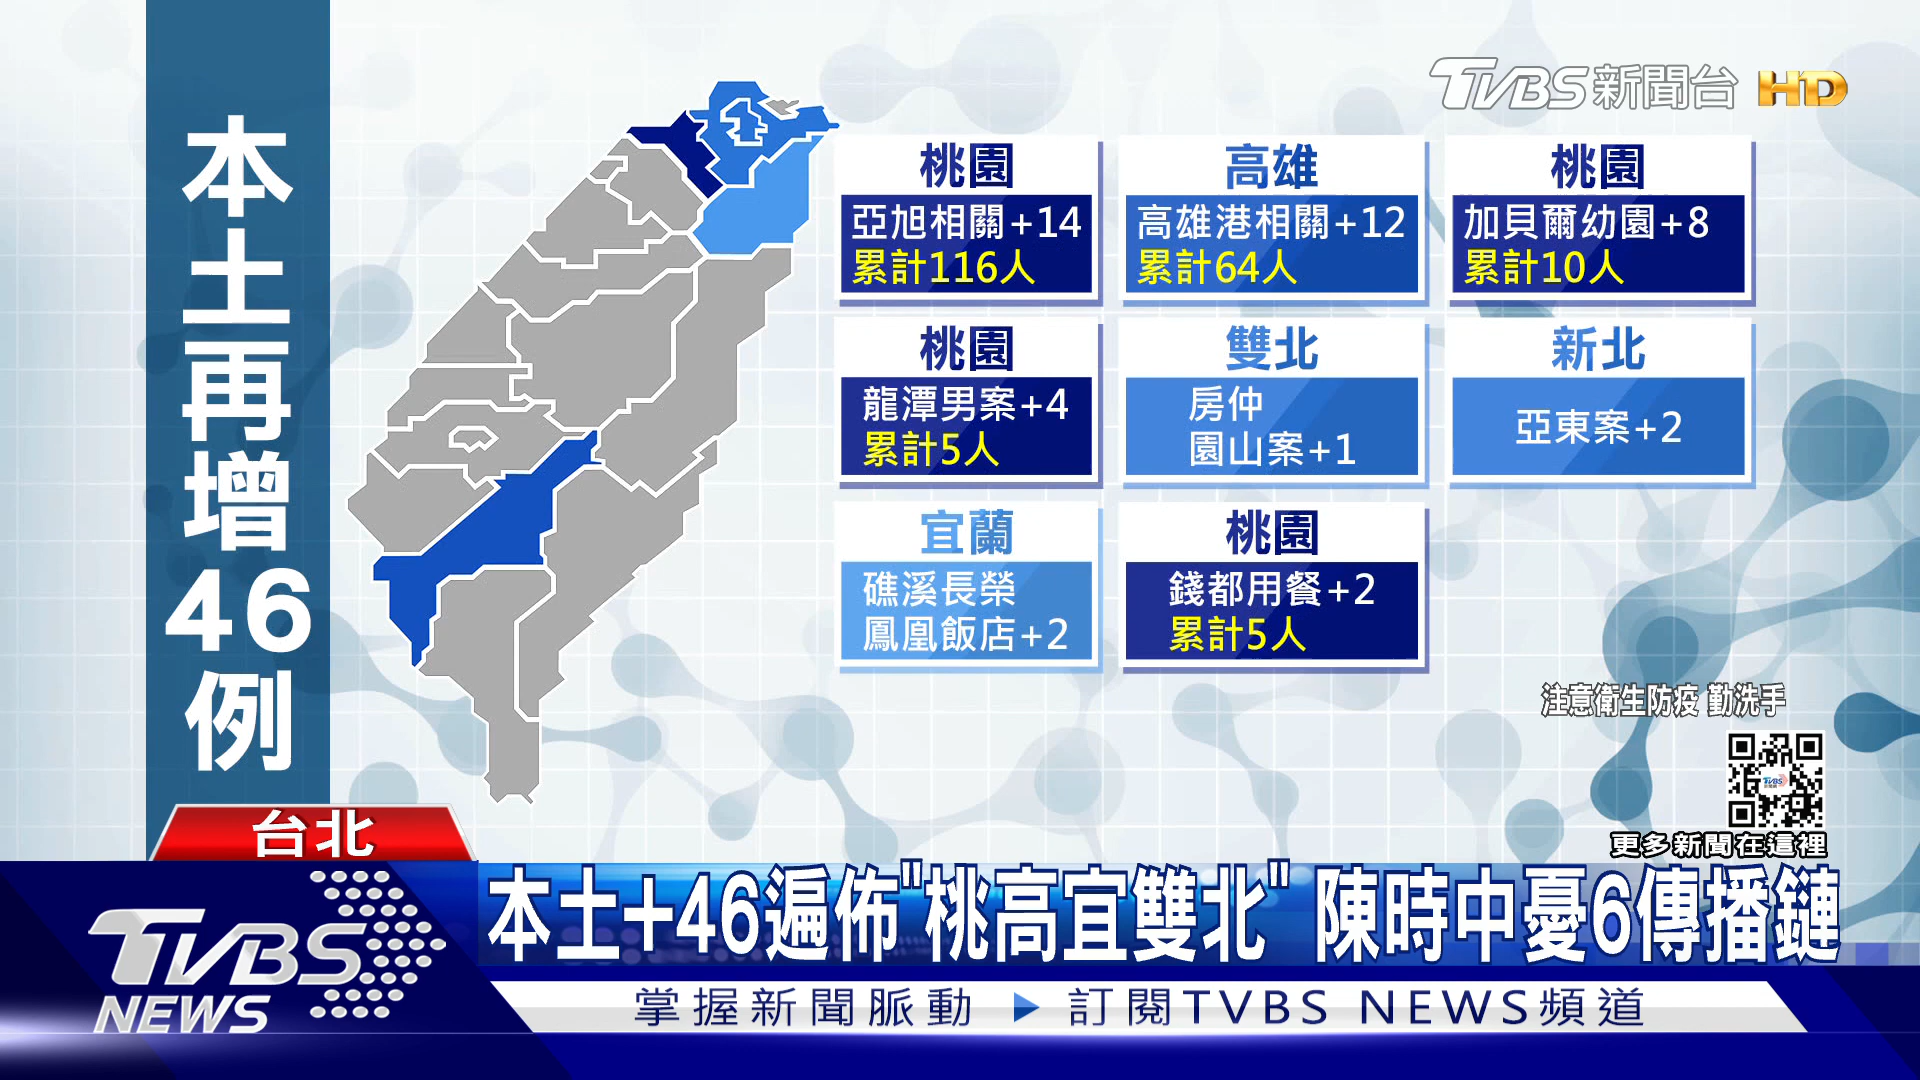 本土再增46例
TVBS新聞台 HD
桃園
亞旭相關+14
累計116人
高雄
高雄港相關+12
累計64人
桃園
加貝爾幼園+8
累計10人
桃園
龍潭男案+4
累計5人
雙北
房仲
園山案+1
新北
亞東案+2
宜蘭
礁溪長榮
鳳凰飯店+2
桃園
錢都用餐+2
累計5人
注意衛生防疫 勤洗手
TVBS
更多新聞在這裡
台北
本土+46遍佈"桃高宜雙北" 陳時中憂6傳播鏈
TVBS
NEWS
掌握新聞脈動 ▶ 訂閱TVBS NEWS頻道